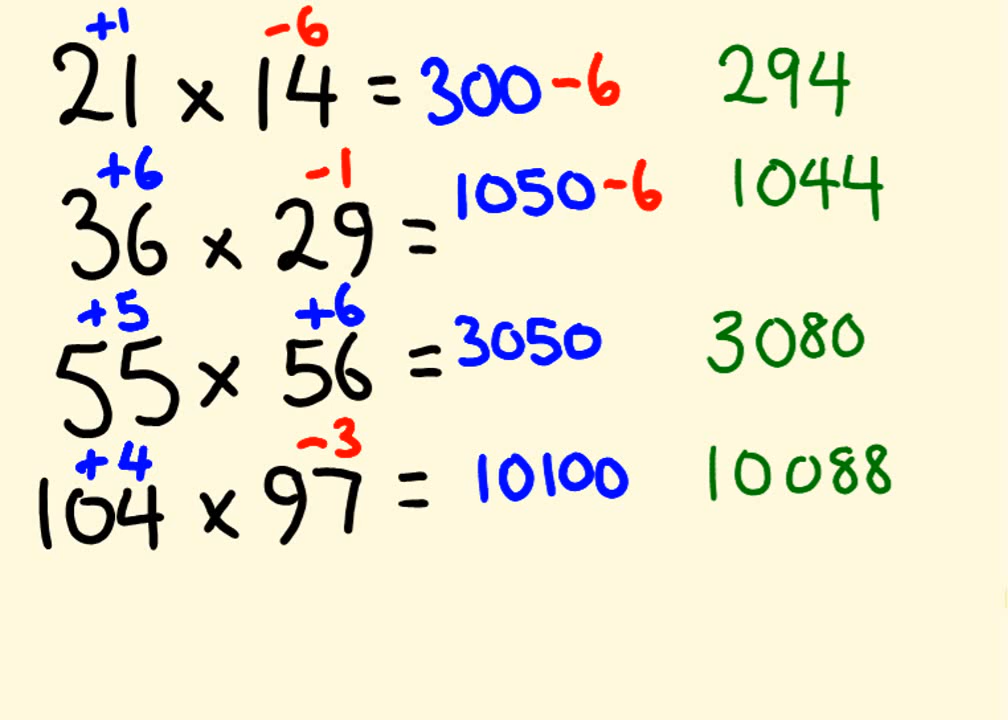 +1 -6
21 x 14 = 300 -6 294
+6 -1
36 x 29 = 1050 -6 1044
+5 +6
55 x 56 = 3050 3080
+4 -3
104 x 97 = 10100 10088